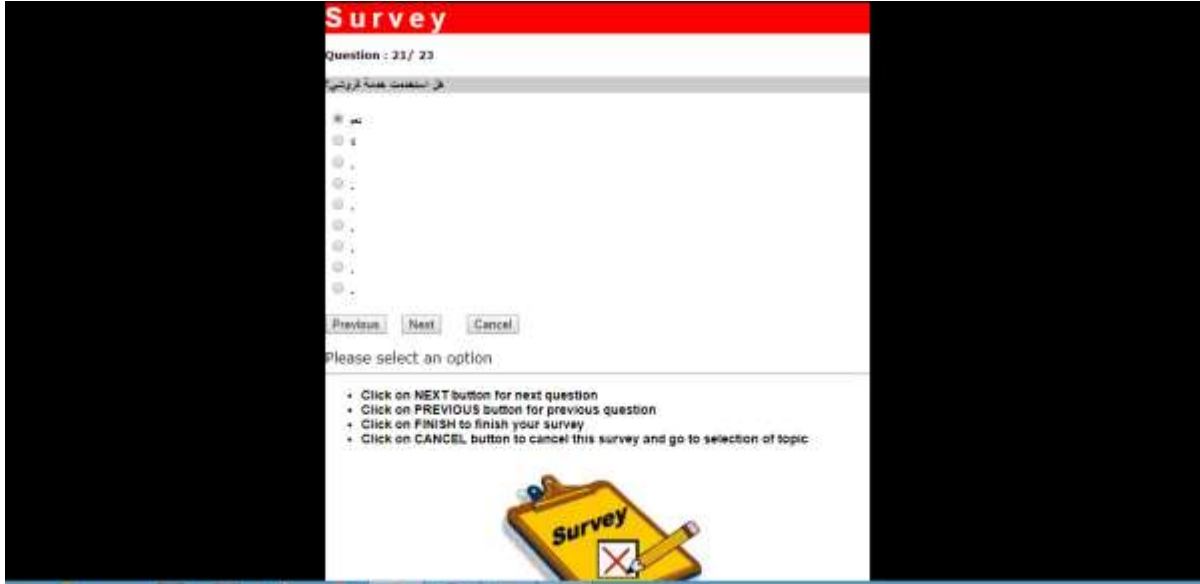 Survey
Question : 21/ 23
هل استخدمت خدمة قروشي؟
نعم
لا
.
.
.
.
.
.
.
Previous Next Cancel
Please select an option
• Click on NEXT button for next question
• Click on PREVIOUS button for previous question
• Click on FINISH to finish your survey
• Click on CANCEL button to cancel this survey and go to selection of topic
Survey